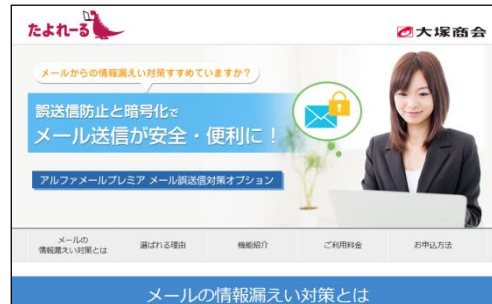 たよれーる
大塚商会
メールからの情報漏えい対策すすめていますか？
誤送信防止と暗号化で
メール送信が安全・便利に！
アルファメールプレミア メール誤送信対策オプション
メールの
情報漏えい対策とは
選ばれる理由
機能紹介
ご利用料金
お申込方法
メールの情報漏えい対策とは